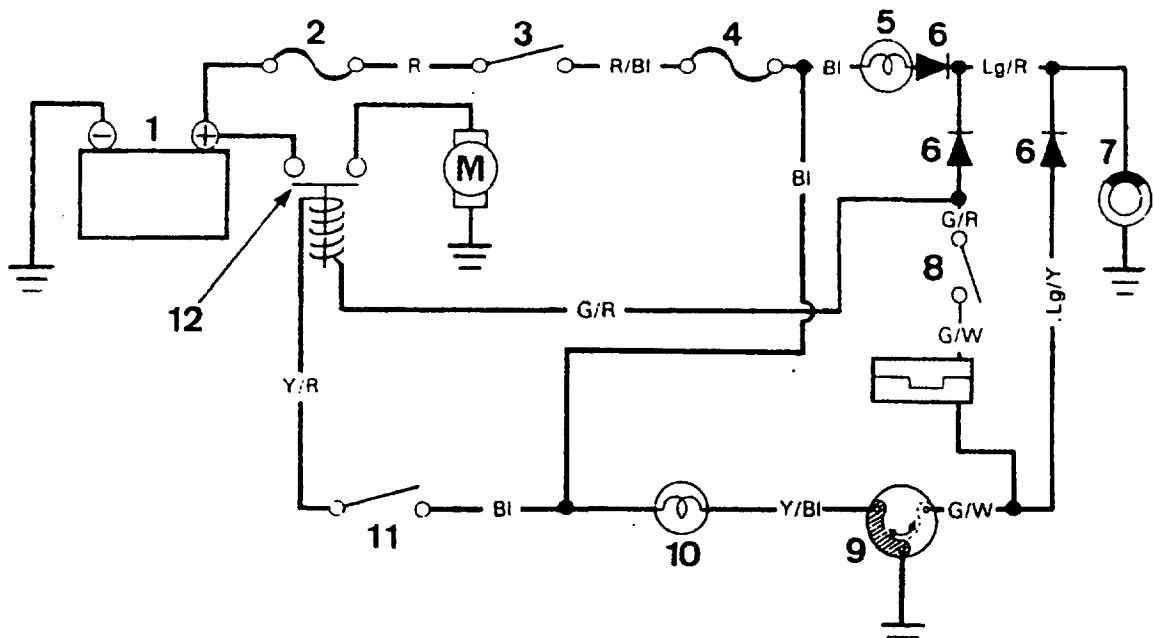 2 3 4 5 6
R R/Bl Bl Lg/R
1
M 6 6 7
Bl
G/R
8
12 G/R .Lg/Y
G/W
Y/R
Bl Y/Bl G/W
11 10 9